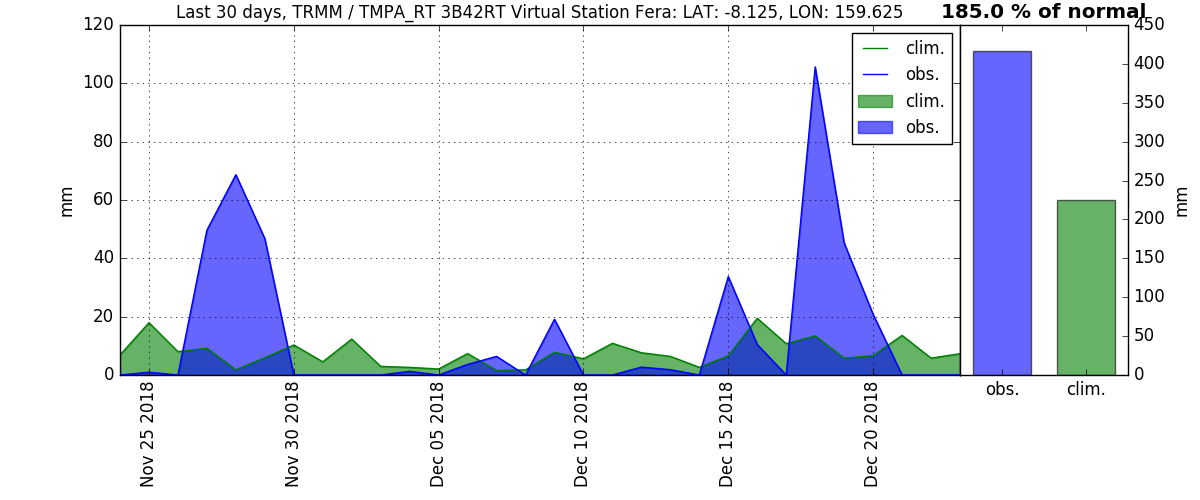 Last 30 days, TRMM / TMPA_RT 3B42RT Virtual Station Fera: LAT: -8.125, LON: 159.625
185.0 % of normal
120
100
80
60
40
20
0
mm
Nov 25 2018
Nov 30 2018
Dec 05 2018
Dec 10 2018
Dec 15 2018
Dec 20 2018
clim.
obs.
clim.
obs.
450
400
350
300
250
200
150
100
50
0
mm
obs.
clim.